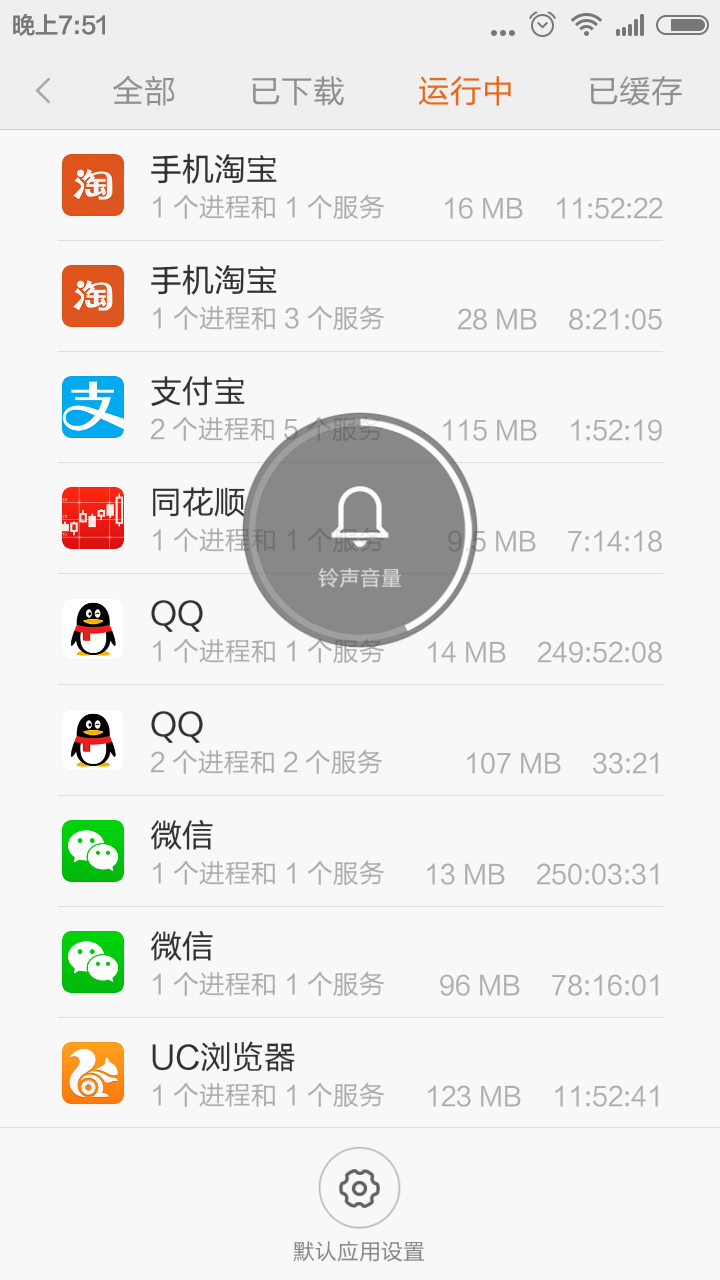 晚上7:51
全部 已下载 运行中 已缓存
淘 手机淘宝
1 个进程和 1 个服务 16 MB 11:52:22
淘 手机淘宝
1 个进程和 3 个服务 28 MB 8:21:05
支 支付宝
2 个进程和 5 个服务 115 MB 1:52:19
同花顺
1 个进程和 1 个服务 9.5 MB 7:14:18
铃声音量
QQ
1 个进程和 1 个服务 14 MB 249:52:08
QQ
2 个进程和 2 个服务 107 MB 33:21
微信
1 个进程和 1 个服务 13 MB 250:03:31
微信
1 个进程和 1 个服务 96 MB 78:16:01
UC浏览器
1 个进程和 1 个服务 123 MB 11:52:41
默认应用设置